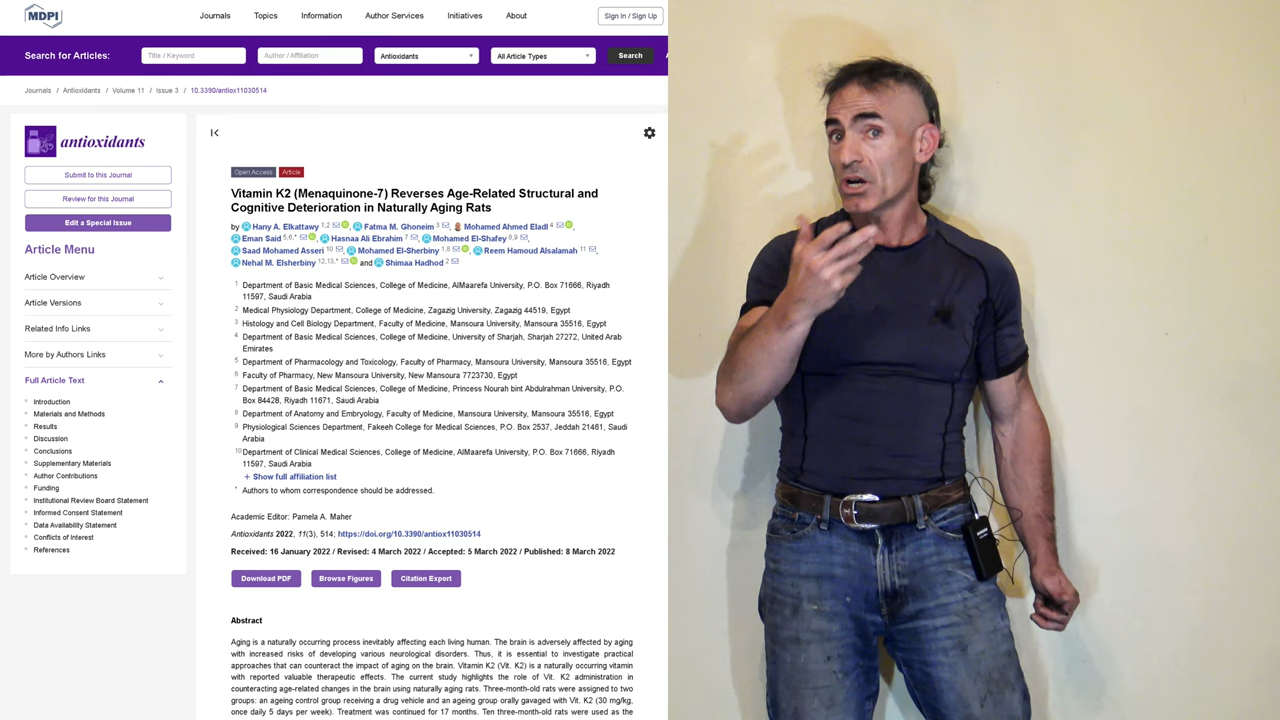 MDPI
Journals Topics Information Author Services Initiatives About
Sign In / Sign Up
Search for Articles:
Title / Keyword
Author / Affiliation
Antioxidants
All Article Types
Search
Journals / Antioxidants / Volume 11 / Issue 3 / 10.3390/antiox11030514
antioxidants
Submit to this Journal
Review for this Journal
Edit a Special Issue
Article Menu
Article Overview
Article Versions
Related Info Links
More by Authors Links
Full Article Text
Introduction
Materials and Methods
Results
Discussion
Conclusions
Supplementary Materials
Author Contributions
Funding
Institutional Review Board Statement
Informed Consent Statement
Data Availability Statement
Conflicts of Interest
References
Open Access Article
Vitamin K2 (Menaquinone-7) Reverses Age-Related Structural and
Cognitive Deterioration in Naturally Aging Rats
by Hany A. Elkattawy 1,2 , Fatma M. Ghoneim 3 , Mohamed Ahmed Eladl 4 ,
Eman Said 5,6,* , Hasnaa Ali Ebrahim 7 , Mohamed El-Shafey 8,9 ,
Saad Mohamed Asseri 10 , Mohamed El-Sherbiny 1,8 , Reem Hamoud Alsalamah 11 ,
Nehal M. Elsherbiny 12,13,* and Shimaa Hadhod 2
1 Department of Basic Medical Sciences, College of Medicine, AlMaarefa University, P.O. Box 71666, Riyadh
11597, Saudi Arabia
2 Medical Physiology Department, College of Medicine, Zagazig University, Zagazig 44519, Egypt
3 Histology and Cell Biology Department, Faculty of Medicine, Mansoura University, Mansoura 35516, Egypt
4 Department of Basic Medical Sciences, College of Medicine, University of Sharjah, Sharjah 27272, United Arab
Emirates
5 Department of Pharmacology and Toxicology, Faculty of Pharmacy, Mansoura University, Mansoura 35516, Egypt
6 Faculty of Pharmacy, New Mansoura University, New Mansoura 7723730, Egypt
7 Department of Basic Medical Sciences, College of Medicine, Princess Nourah bint Abdulrahman University, P.O.
Box 84428, Riyadh 11671, Saudi Arabia
8 Department of Anatomy and Embryology, Faculty of Medicine, Mansoura University, Mansoura 35516, Egypt
9 Physiological Sciences Department, Fakeeh College for Medical Sciences, P.O. Box 2537, Jeddah 21461, Saudi
Arabia
10 Department of Clinical Medical Sciences, College of Medicine, AlMaarefa University, P.O. Box 71666, Riyadh
11597, Saudi Arabia
+ Show full affiliation list
* Authors to whom correspondence should be addressed.
Academic Editor: Pamela A. Maher
Antioxidants 2022, 11(3), 514; https://doi.org/10.3390/antiox11030514
Received: 16 January 2022 / Revised: 4 March 2022 / Accepted: 5 March 2022 / Published: 8 March 2022
Download PDF Browse Figures Citation Export
Abstract
Aging is a naturally occurring process inevitably affecting each living human. The brain is adversely affected by aging
with increased risks of developing various neurological disorders. Thus, it is essential to investigate practical
approaches that can counteract the impact of aging on the brain. Vitamin K2 (Vit. K2) is a naturally occurring vitamin
with reported valuable therapeutic effects. The current study highlights the role of Vit. K2 administration in
counteracting age-related changes in the brain using naturally aging rats. Three-month-old rats were assigned to two
groups: an ageing control group receiving a drug vehicle and an ageing group orally gavaged with Vit. K2 (30 mg/kg,
once daily 5 days per week). Treatment was continued for 17 months. Ten three-month-old rats were used as the